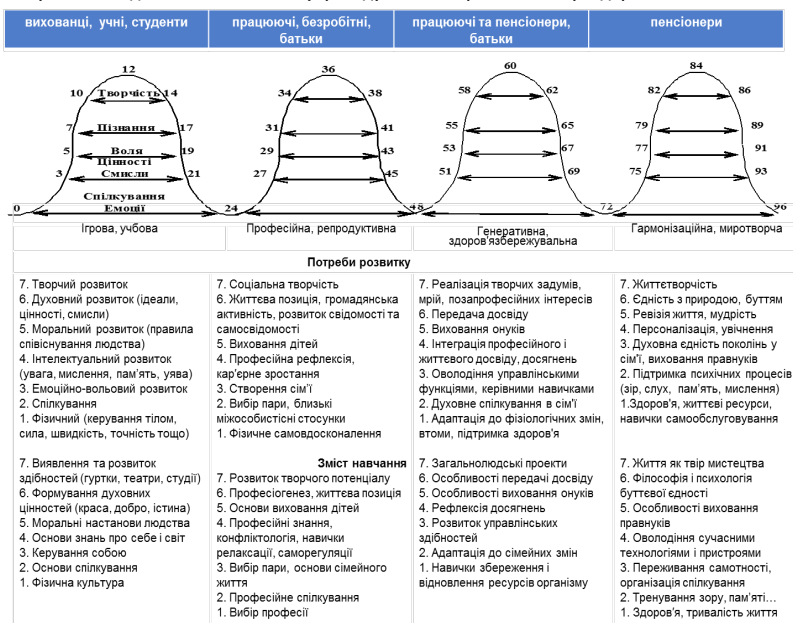 вихованці, учні, студенти
працюючі, безробітні,
батьки
працюючі та пенсіонери,
батьки
пенсіонери
12
10 Творчість 14
7 Пізнання 17
5 Воля 19
Цінності
3 Смисли 21
Спілкування
0 Емоції 24
36
34 38
31 41
29 43
27 45
48
60
58 62
55 65
53 67
51 69
72
84
82 86
79 89
77 91
75 93
96
Ігрова, учбова
Професійна, репродуктивна
Генеративна,
здоров'язбережувальна
Гармонізаційна, миротворча
Потреби розвитку
7. Творчий розвиток
6. Духовний розвиток (ідеали,
цінності, смисли)
5. Моральний розвиток (правила
співіснування людства)
4. Інтелектуальний розвиток
(увага, мислення, пам'ять, уява)
3. Емоційно-вольовий розвиток
2. Спілкування
1. Фізичний (керування тілом,
сила, швидкість, точність тощо)
7. Соціальна творчість
6. Життєва позиція, громадянська
активність, розвиток свідомості та
самосвідомості
5. Виховання дітей
4. Професійна рефлексія,
кар'єрне зростання
3. Створення сім'ї
2. Вибір пари, близькі
міжособистісні стосунки
1. Фізичне самовдосконалення
7. Реалізація творчих задумів,
мрій, позапрофесійних інтересів
6. Передача досвіду
5. Виховання онуків
4. Інтеграція професійного і
життєвого досвіду, досягнень
3. Оволодіння управлінськими
функціями, керівними навичками
2. Духовне спілкування в сім'ї
1. Адаптація до фізіологічних змін,
втоми, підтримка здоров'я
7. Життєтворчість
6. Єдність з природою, буттям
5. Ревізія життя, мудрість
4. Персоналізація, увічнення
3. Духовна єдність поколінь у
сім'ї, виховання правнуків
2. Підтримка психічних процесів
(зір, слух, пам'ять, мислення)
1.Здоров'я, життєві ресурси,
навички самообслуговування
Зміст навчання
7. Виявлення та розвиток
здібностей (гуртки, театри, студії)
6. Формування духовних
цінностей (краса, добро, істина)
5. Моральні настанови людства
4. Основи знань про себе і світ
3. Керування собою
2. Основи спілкування
1. Фізична культура
7. Розвиток творчого потенціалу
6. Професіогенез, життєва позиція
5. Основи виховання дітей
4. Професійні знання,
конфліктологія, навички
релаксації, саморегуляції
3. Вибір пари, основи сімейного
життя
2. Професійне спілкування
1. Вибір професії
7. Загальнолюдські проекти
6. Особливості передачі досвіду
5. Особливості виховання онуків
4. Рефлексія досягнень
3. Розвиток управлінських
здібностей
2. Адаптація до сімейних змін
1. Навички збереження і
відновлення ресурсів організму
7. Життя як твір мистецтва
6. Філософія і психологія
буттєвої єдності
5. Особливості виховання
правнуків
4. Оволодіння сучасними
технологіями і пристроями
3. Переживання самотності,
організація спілкування
2. Тренування зору, пам'яті…
1. Здоров'я, тривалість життя